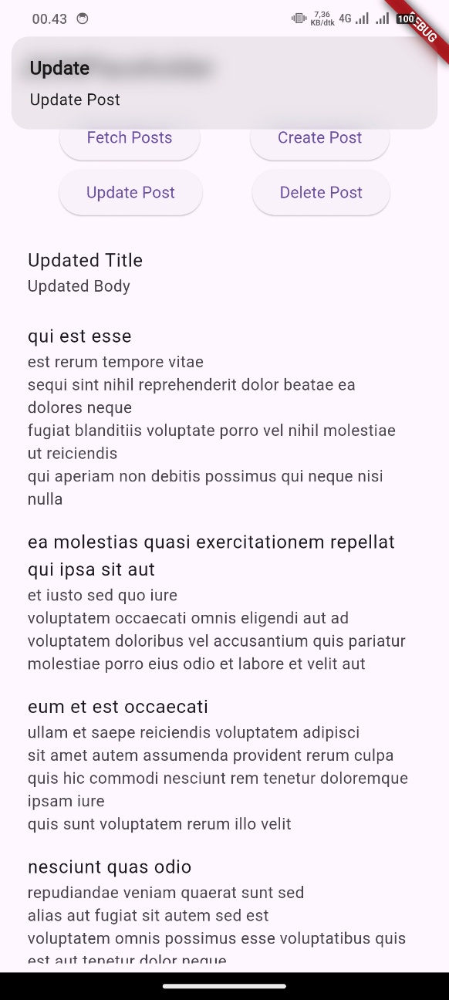 00.43
7,36
KB/dtk
4G
100
Update
Update Post
Fetch Posts
Create Post
Update Post
Delete Post
Updated Title
Updated Body
qui est esse
est rerum tempore vitae
sequi sint nihil reprehenderit dolor beatae ea
dolores neque
fugiat blanditiis voluptate porro vel nihil molestiae
ut reiciendis
qui aperiam non debitis possimus qui neque nisi
nulla
ea molestias quasi exercitationem repellat
qui ipsa sit aut
et iusto sed quo iure
voluptatem occaecati omnis eligendi aut ad
voluptatem doloribus vel accusantium quis pariatur
molestiae porro eius odio et labore et velit aut
eum et est occaecati
ullam et saepe reiciendis voluptatem adipisci
sit amet autem assumenda provident rerum culpa
quis hic commodi nesciunt rem tenetur doloremque
ipsam iure
quis sunt voluptatem rerum illo velit
nesciunt quas odio
repudiandae veniam quaerat sunt sed
alias aut fugiat sit autem sed est
voluptatem omnis possimus esse voluptatibus quis
est aut tenetur dolor neque